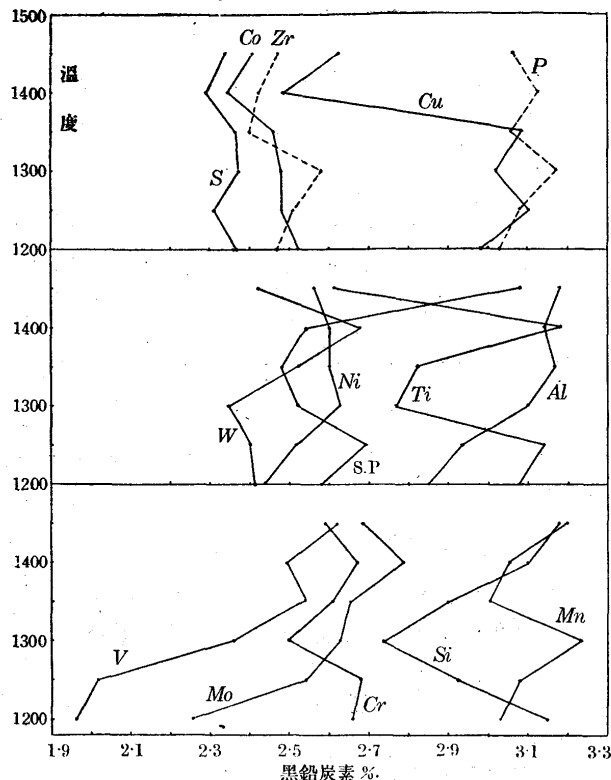 1500
溫度
1400
1300
1200
Co
Zr
P
Cu
S
1400
1300
1200
Ni
Ti
Al
W
S.P
1400
1300
1200
V
Mo
Cr
Si
Mn
1·9
2·1
2·3
2·5
2·7
2·9
3·1
3·3
黑鉛炭素 %.